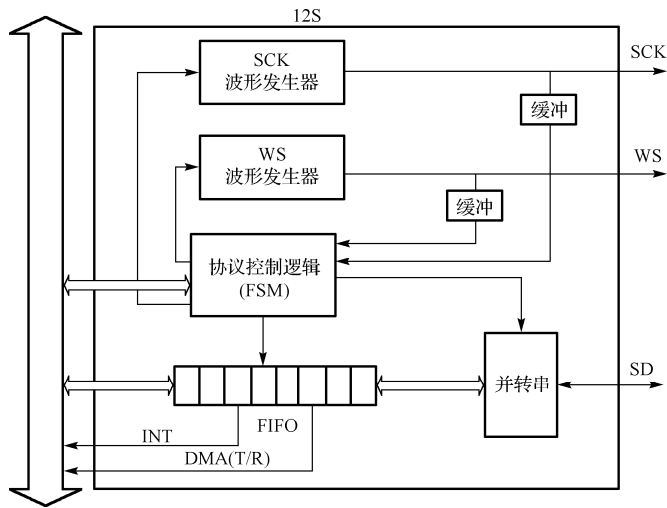 12S
SCK
波形发生器
SCK
缓冲
WS
波形发生器
WS
缓冲
协议控制逻辑
(FSM)
并转串
SD
FIFO
INT
DMA(T/R)